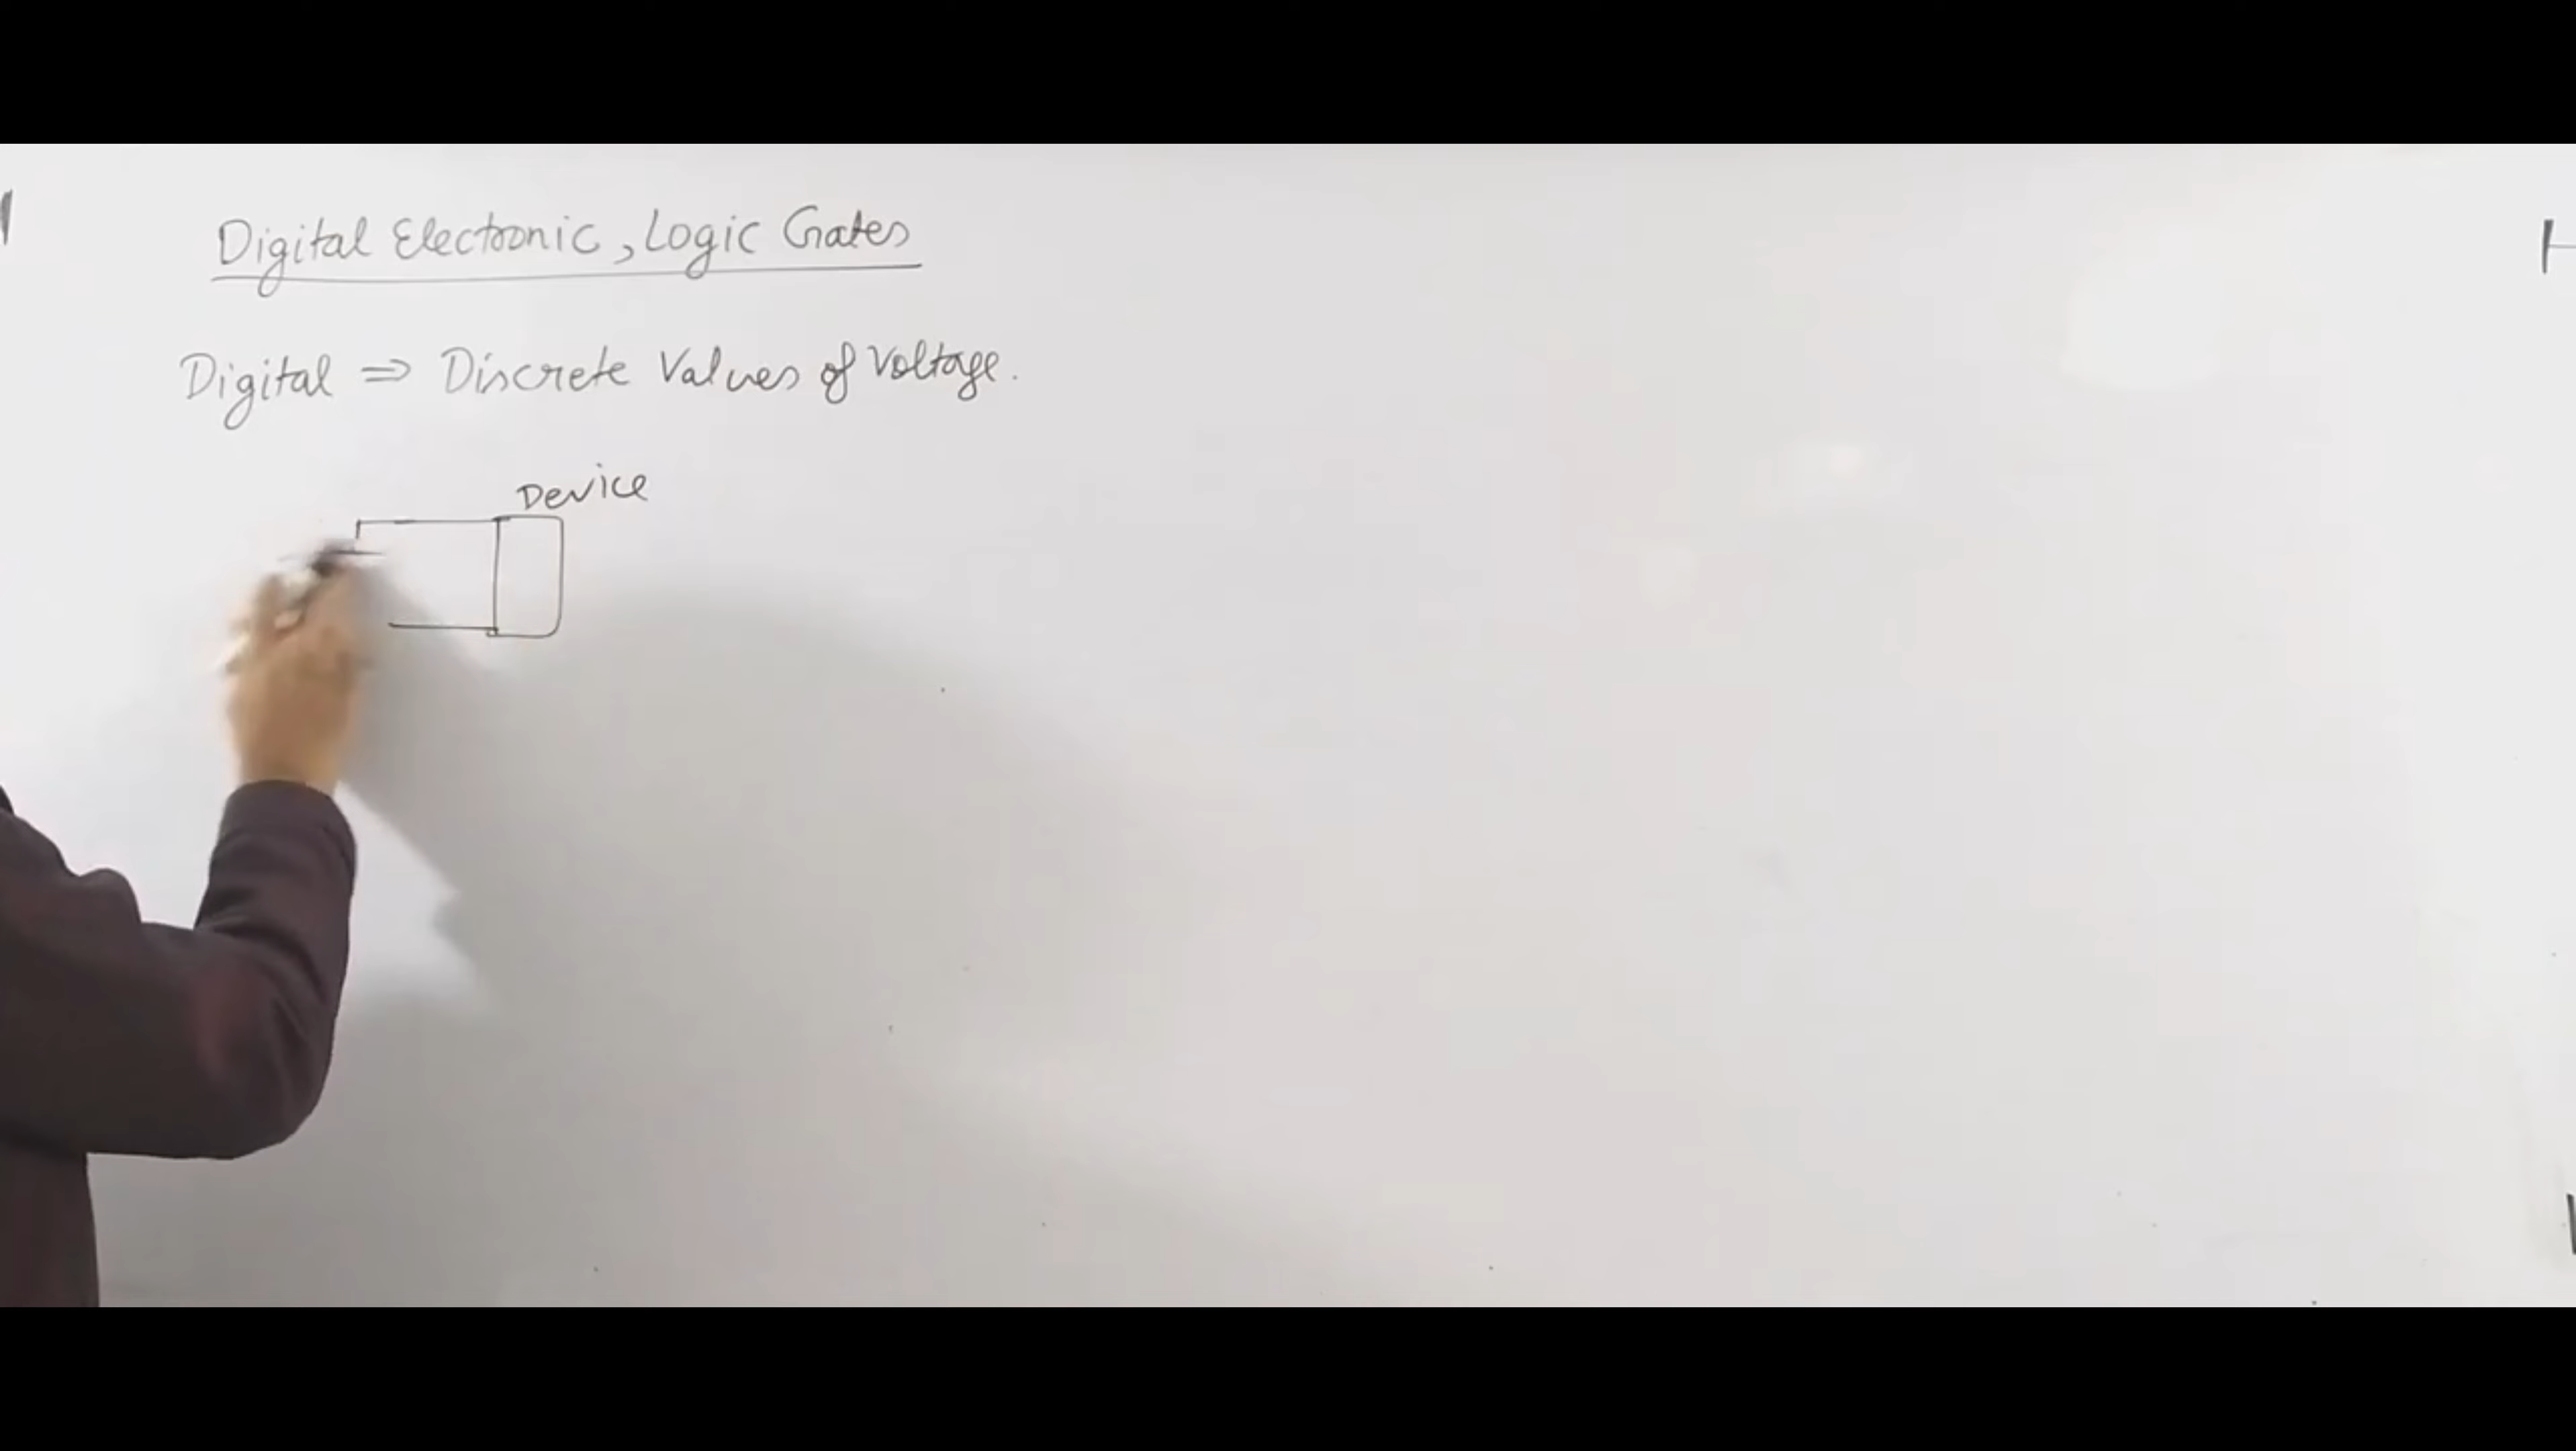 Digital Electronic, Logic Gates
Digital ⇒ Discrete Values of Voltage.
Device